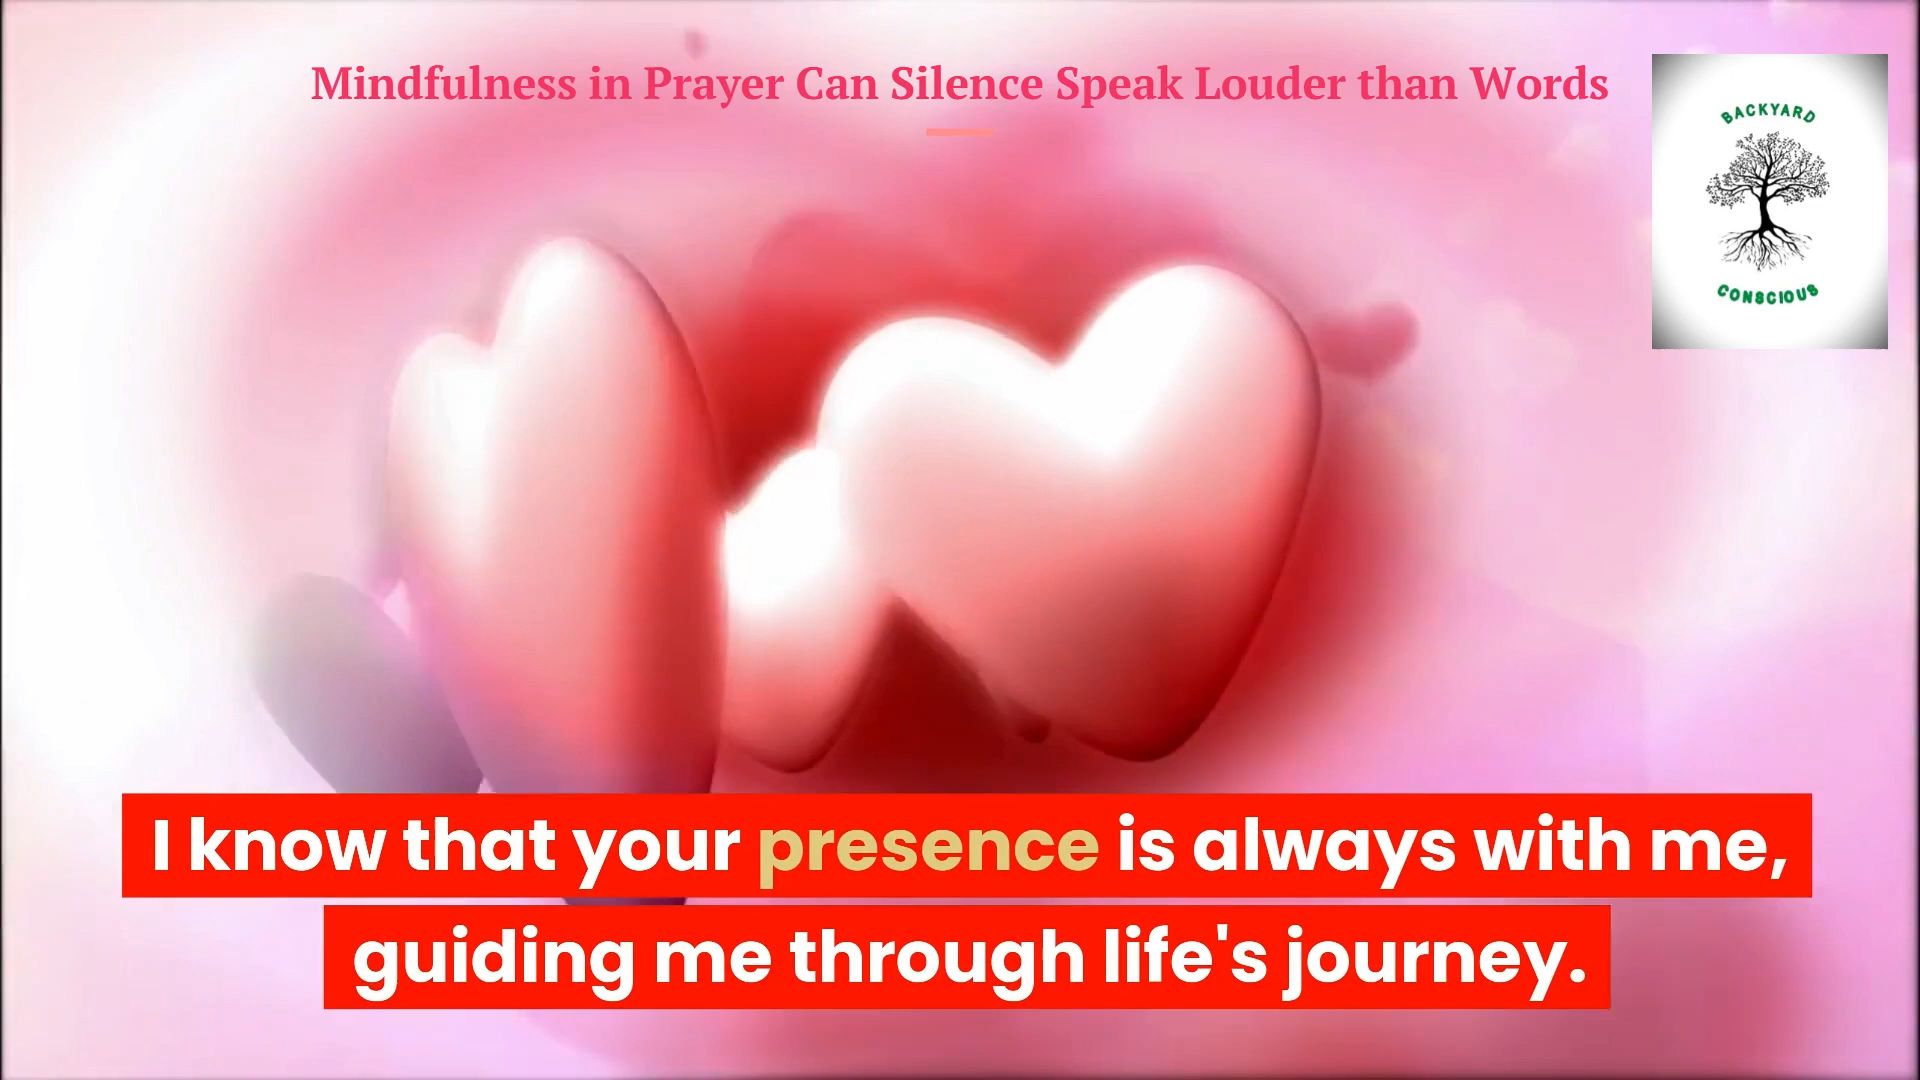 Mindfulness in Prayer Can Silence Speak Louder than Words
BACKYARD
CONSCIOUS
I know that your presence is always with me,
guiding me through life's journey.